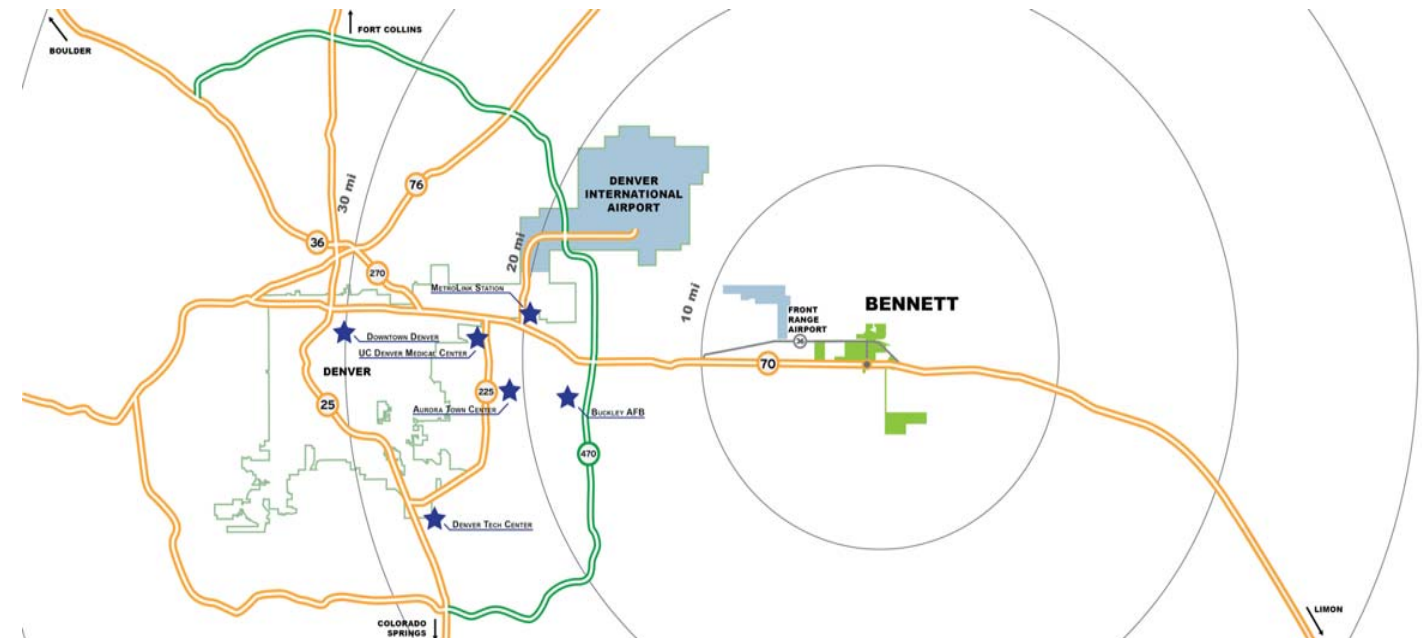 FORT COLLINS
BOULDER
30 mi
76
DENVER
INTERNATIONAL
AIRPORT
36
20 mi
270
METROLINK STATION
10 mi
BENNETT
FRONT
RANGE
AIRPORT
36
DOWNTOWN DENVER
UC DENVER MEDICAL CENTER
70
DENVER
225
25
AURORA TOWN CENTER
BUCKLEY AFB
470
DENVER TECH CENTER
LIMON
COLORADO
SPRINGS